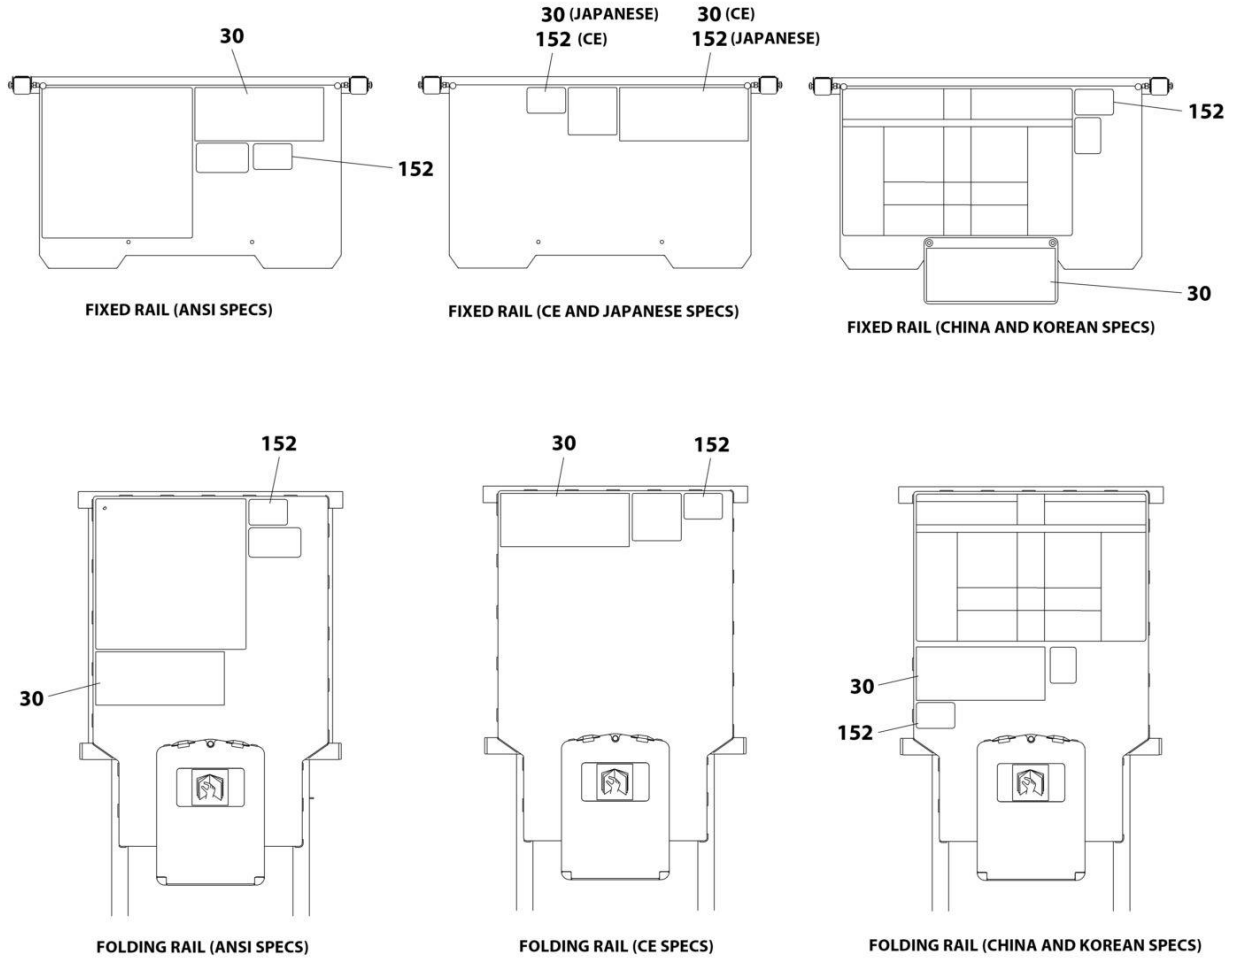 30
152
FIXED RAIL (ANSI SPECS)
30 (JAPANESE) 30 (CE)
152 (CE) 152 (JAPANESE)
FIXED RAIL (CE AND JAPANESE SPECS)
152
30
FIXED RAIL (CHINA AND KOREAN SPECS)
152
30
FOLDING RAIL (ANSI SPECS)
30 152
FOLDING RAIL (CE SPECS)
30
152
FOLDING RAIL (CHINA AND KOREAN SPECS)